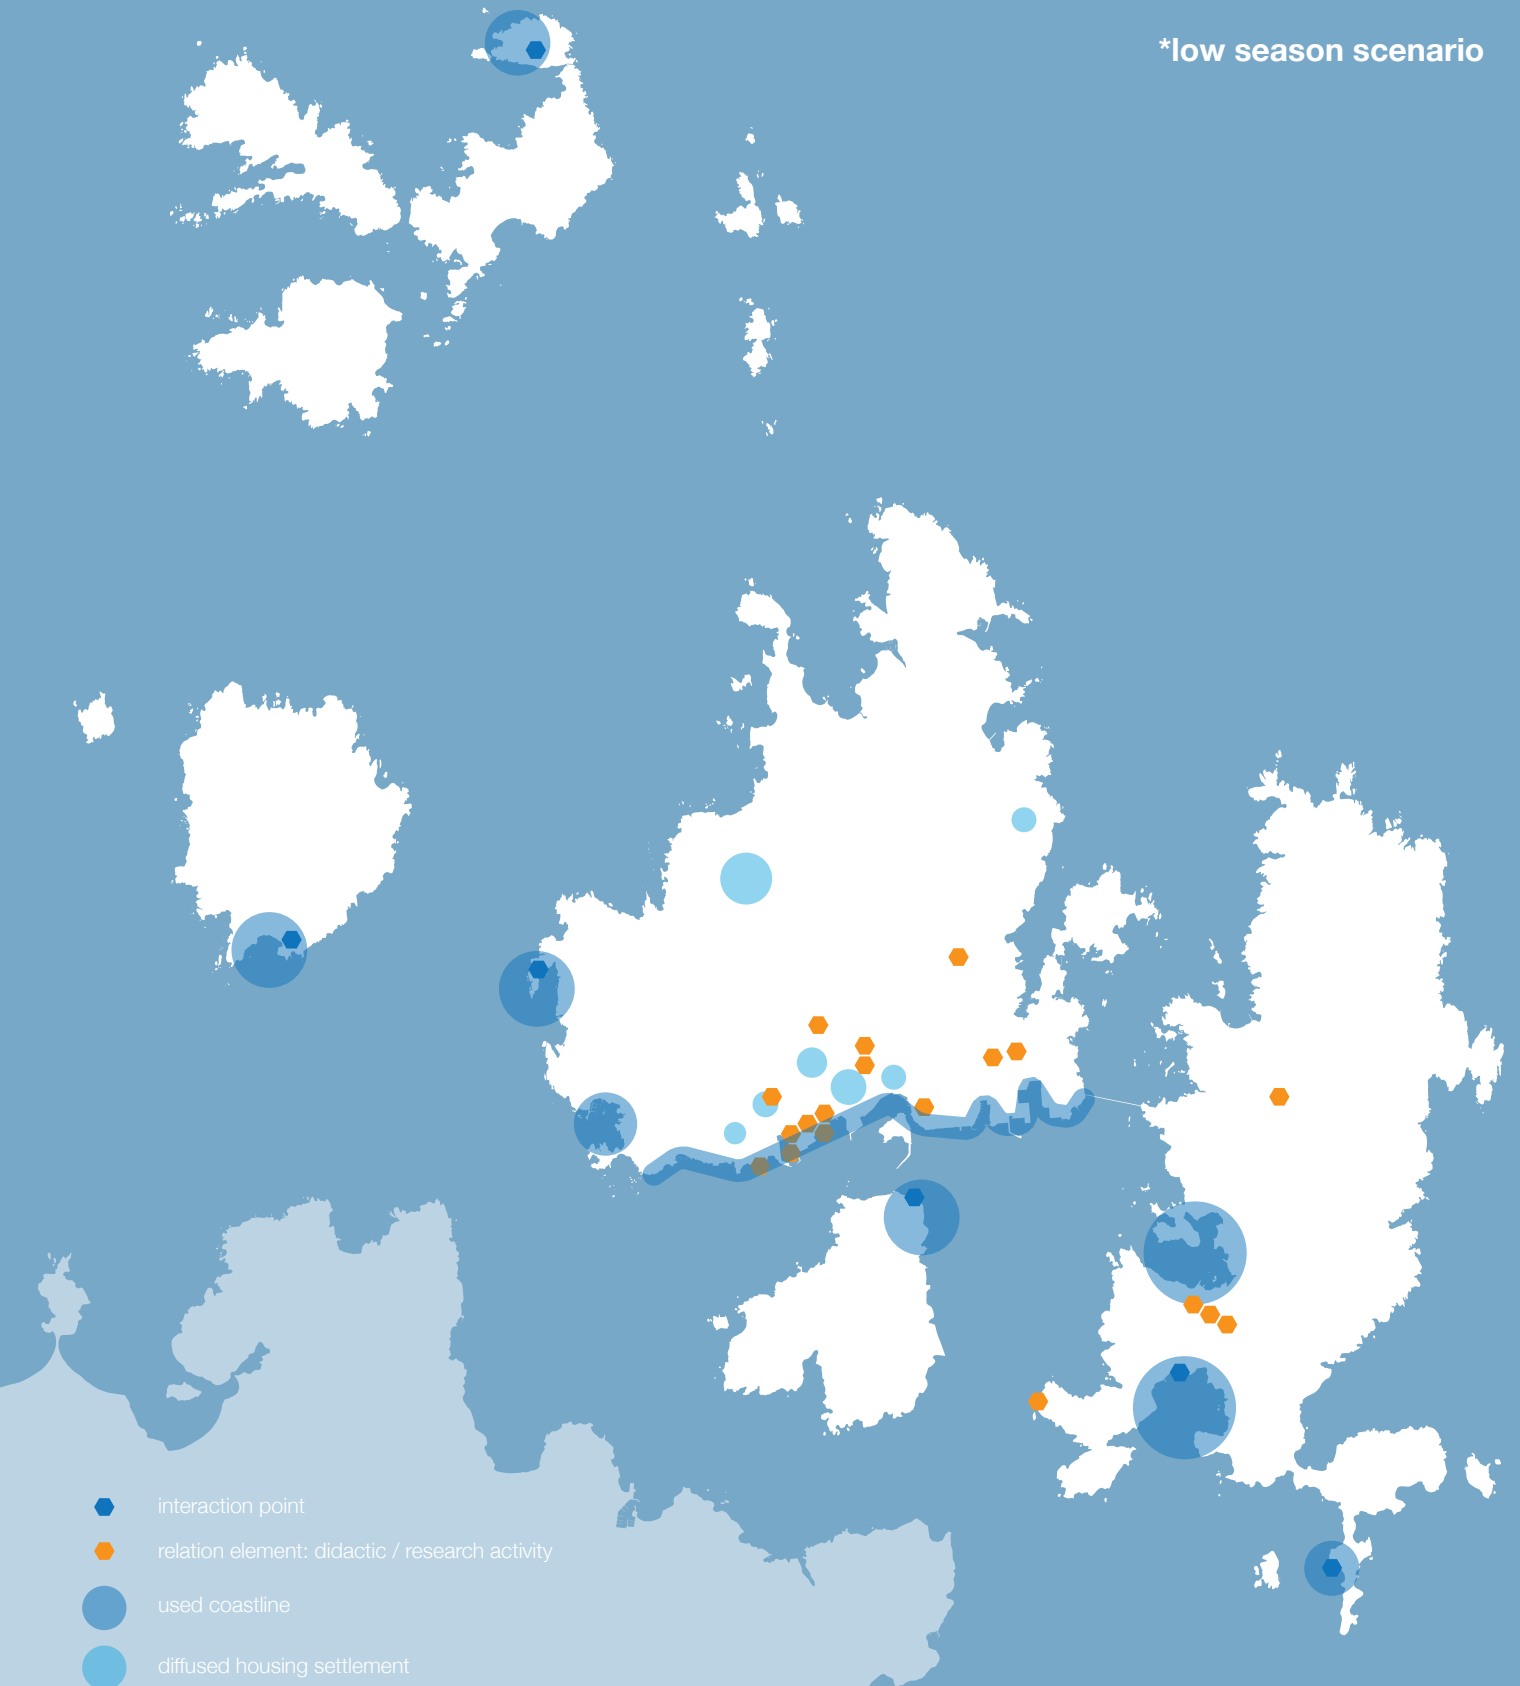 *low season scenario
interaction point
relation element: didactic / research activity
used coastline
diffused housing settlement